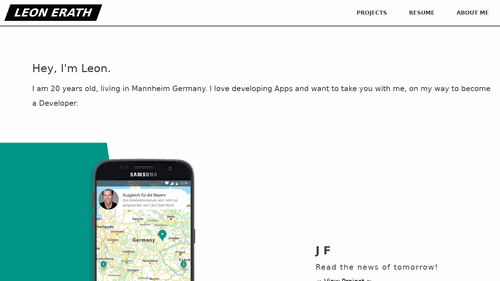 LEON ERATH
PROJECTS RESUME ABOUT ME
Hey, I'm Leon.
I am 20 years old, living in Mannheim Germany. I love developing Apps and want to take you with me, on my way to become
a Developer.
SAMSUNG
Ausgleich für die Bayern
Germany
J F
Read the news of tomorrow!
View Project